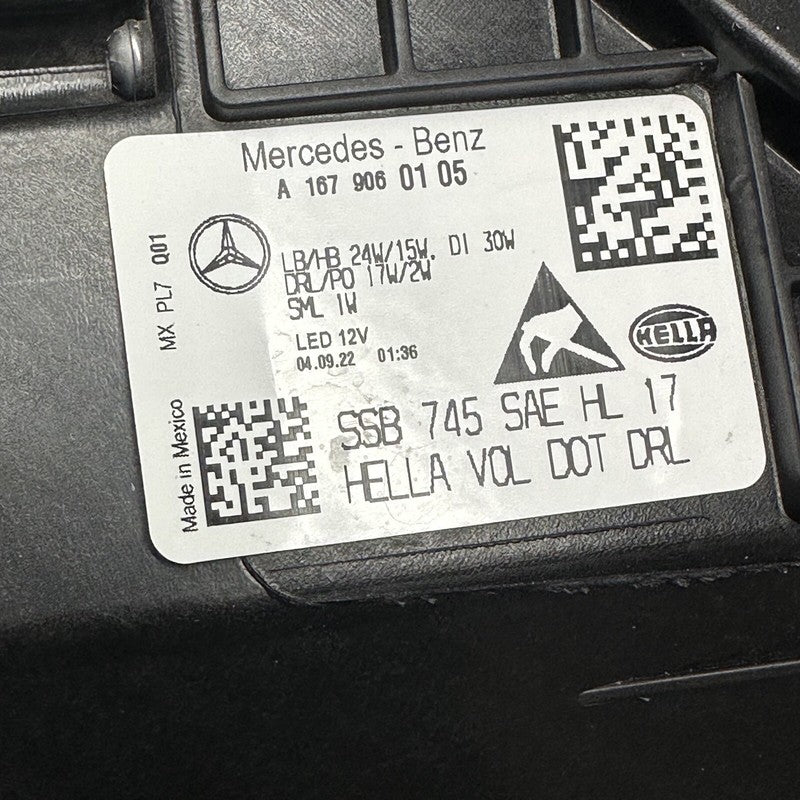 Mercedes - Benz
A 167 906 01 05
MX PL7 Q01
LB/HB 24W/15W, DI 30W
DRL/PO 17W/2W
SML 1W
LED 12V
04.09.22 01:36
HELLA
Made in Mexico
SSB 745 SAE HL 17
HELLA VOL DOT DRL